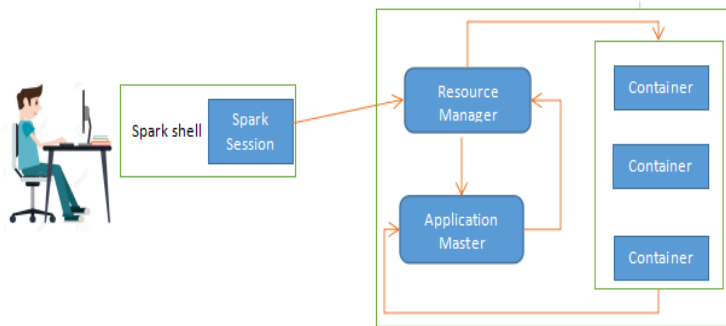 Spark shell
Spark
Session
Resource
Manager
Application
Master
Container
Container
Container